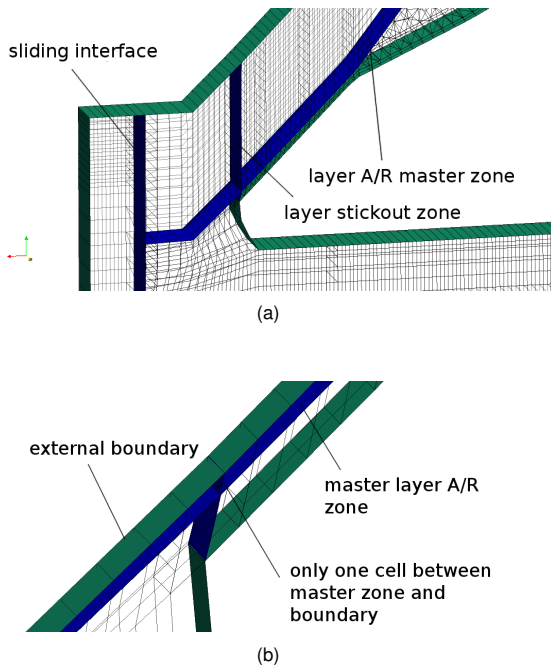 sliding interface
layer A/R master zone
layer stickout zone
(a)
external boundary
master layer A/R
zone
only one cell between
master zone and
boundary
(b)